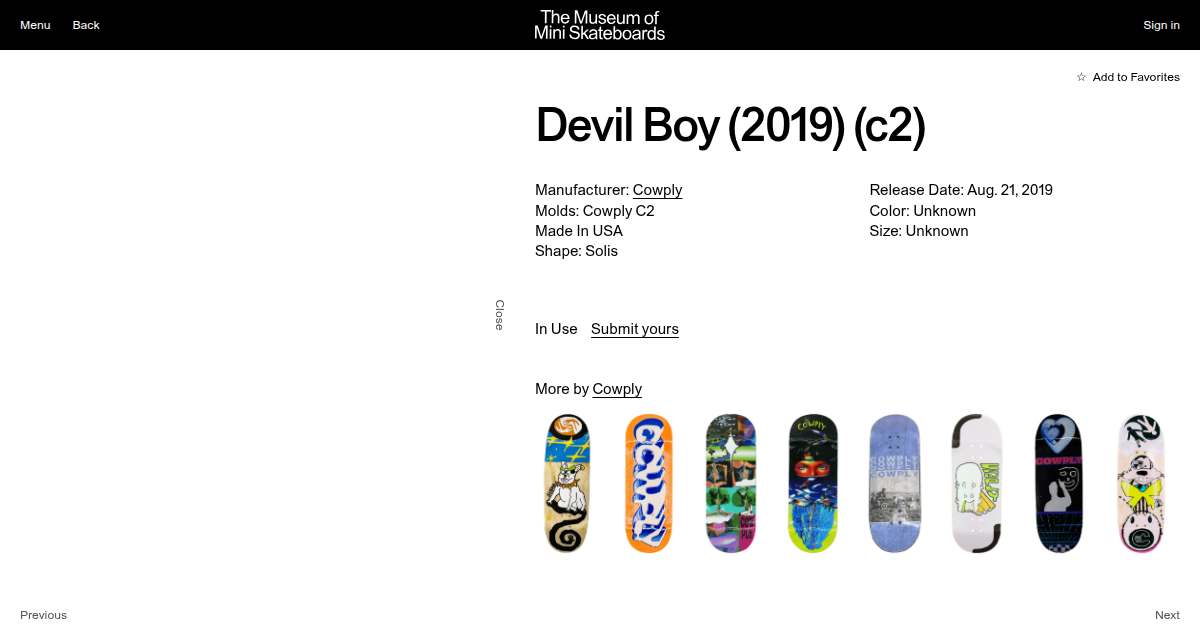 Menu
Back
The Museum of
Mini Skateboards
Sign in
☆ Add to Favorites
Devil Boy (2019) (c2)
Manufacturer: Cowply
Molds: Cowply C2
Made In USA
Shape: Solis
Release Date: Aug. 21, 2019
Color: Unknown
Size: Unknown
Close
In Use
Submit yours
More by Cowply
COWPLY
COWPLY
COWPLY
Previous
Next